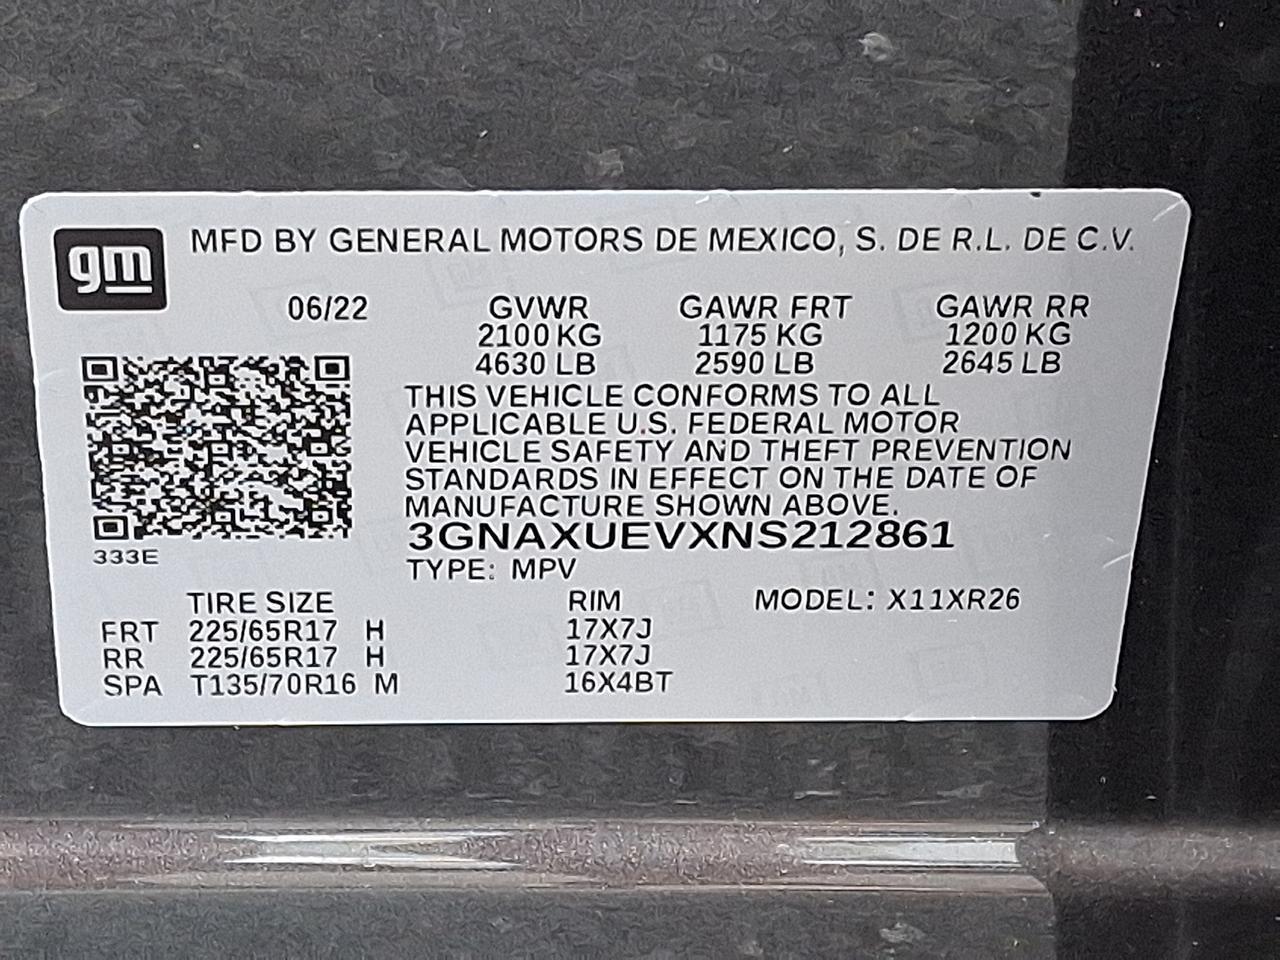 gm MFD BY GENERAL MOTORS DE MEXICO, S. DE R.L. DE C.V.
06/22 GVWR GAWR FRT GAWR RR
2100 KG 1175 KG 1200 KG
4630 LB 2590 LB 2645 LB
THIS VEHICLE CONFORMS TO ALL
APPLICABLE U.S. FEDERAL MOTOR
VEHICLE SAFETY AND THEFT PREVENTION
STANDARDS IN EFFECT ON THE DATE OF
MANUFACTURE SHOWN ABOVE.
3GNAXUEVXNS212861
333E
TYPE: MPV
TIRE SIZE RIM MODEL: X11XR26
FRT 225/65R17 H 17X7J
RR 225/65R17 H 17X7J
SPA T135/70R16 M 16X4BT